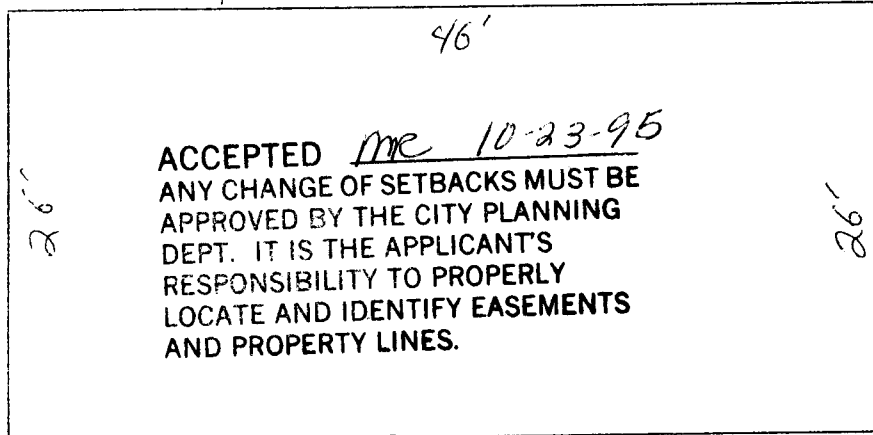 46'
ACCEPTED mc 10-23-95
ANY CHANGE OF SETBACKS MUST BE
APPROVED BY THE CITY PLANNING
DEPT. IT IS THE APPLICANT'S
RESPONSIBILITY TO PROPERLY
LOCATE AND IDENTIFY EASEMENTS
AND PROPERTY LINES.
26'
26'